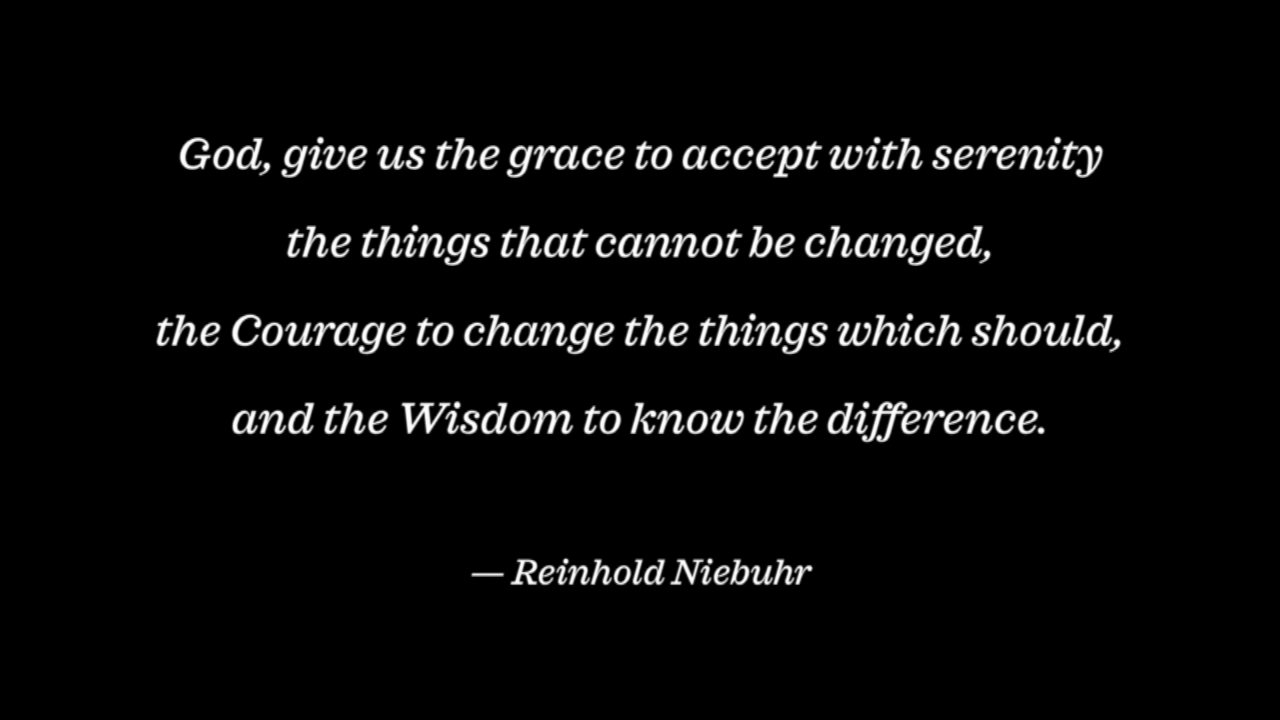 God, give us the grace to accept with serenity
the things that cannot be changed,
the Courage to change the things which should,
and the Wisdom to know the difference.
— Reinhold Niebuhr